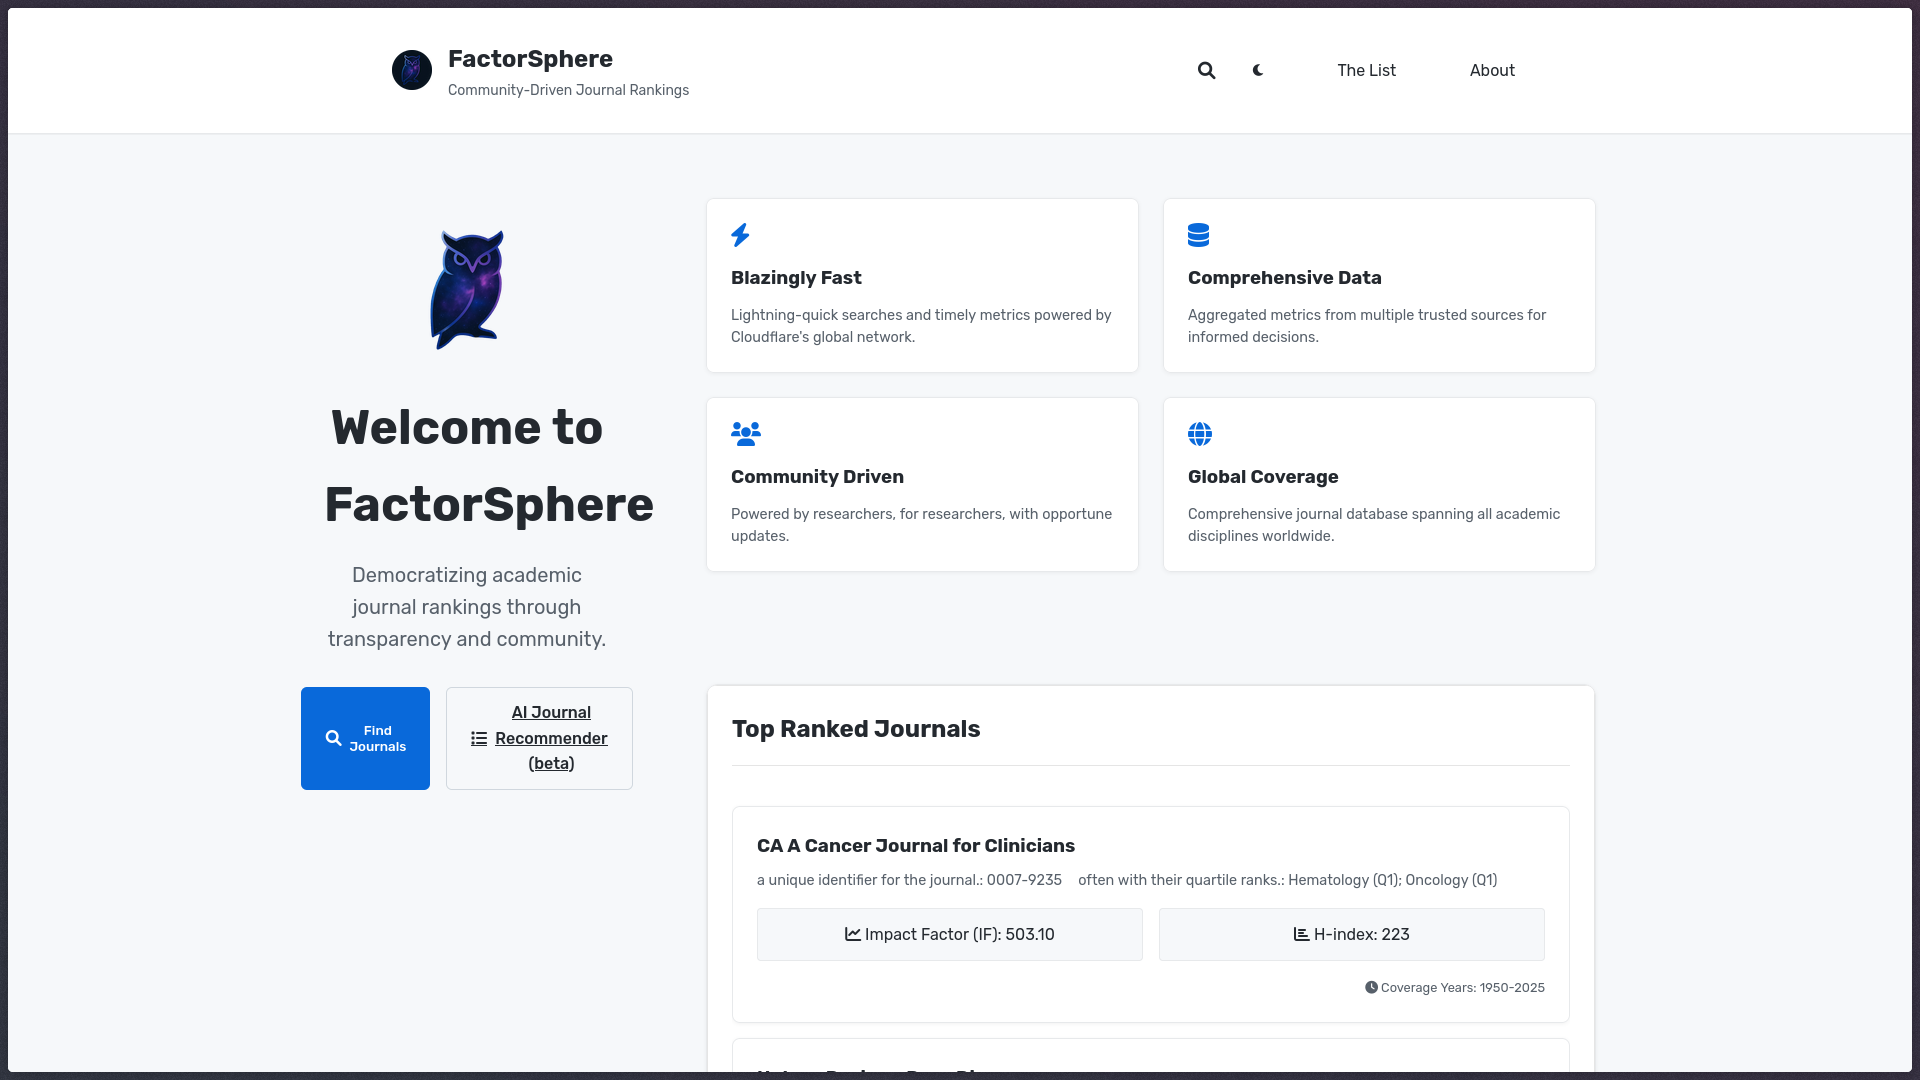 FactorSphere
Community-Driven Journal Rankings
The List
About
Welcome to
FactorSphere
Democratizing academic
journal rankings through
transparency and community.
Find
Journals
AI Journal
Recommender
(beta)
Blazingly Fast
Lightning-quick searches and timely metrics powered by
Cloudflare's global network.
Comprehensive Data
Aggregated metrics from multiple trusted sources for
informed decisions.
Community Driven
Powered by researchers, for researchers, with opportune
updates.
Global Coverage
Comprehensive journal database spanning all academic
disciplines worldwide.
Top Ranked Journals
CA A Cancer Journal for Clinicians
a unique identifier for the journal.: 0007-9235 often with their quartile ranks.: Hematology (Q1); Oncology (Q1)
Impact Factor (IF): 503.10
H-index: 223
Coverage Years: 1950-2025